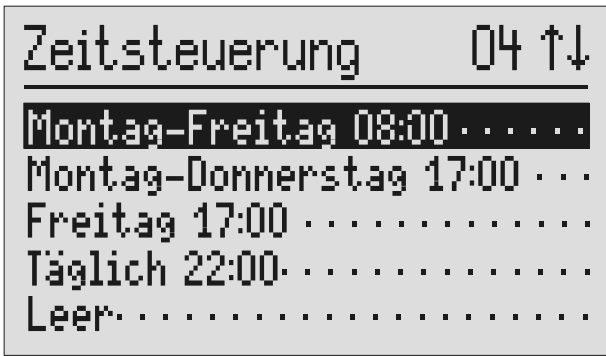 Zeitsteuerung 04 ↑↓
Montag-Freitag 08:00 · · · · · ·
Montag-Donnerstag 17:00 · · ·
Freitag 17:00 · · · · · · · · · · · · ·
Täglich 22:00 · · · · · · · · · · · · · ·
Leer · · · · · · · · · · · · · · · · · · · · · ·